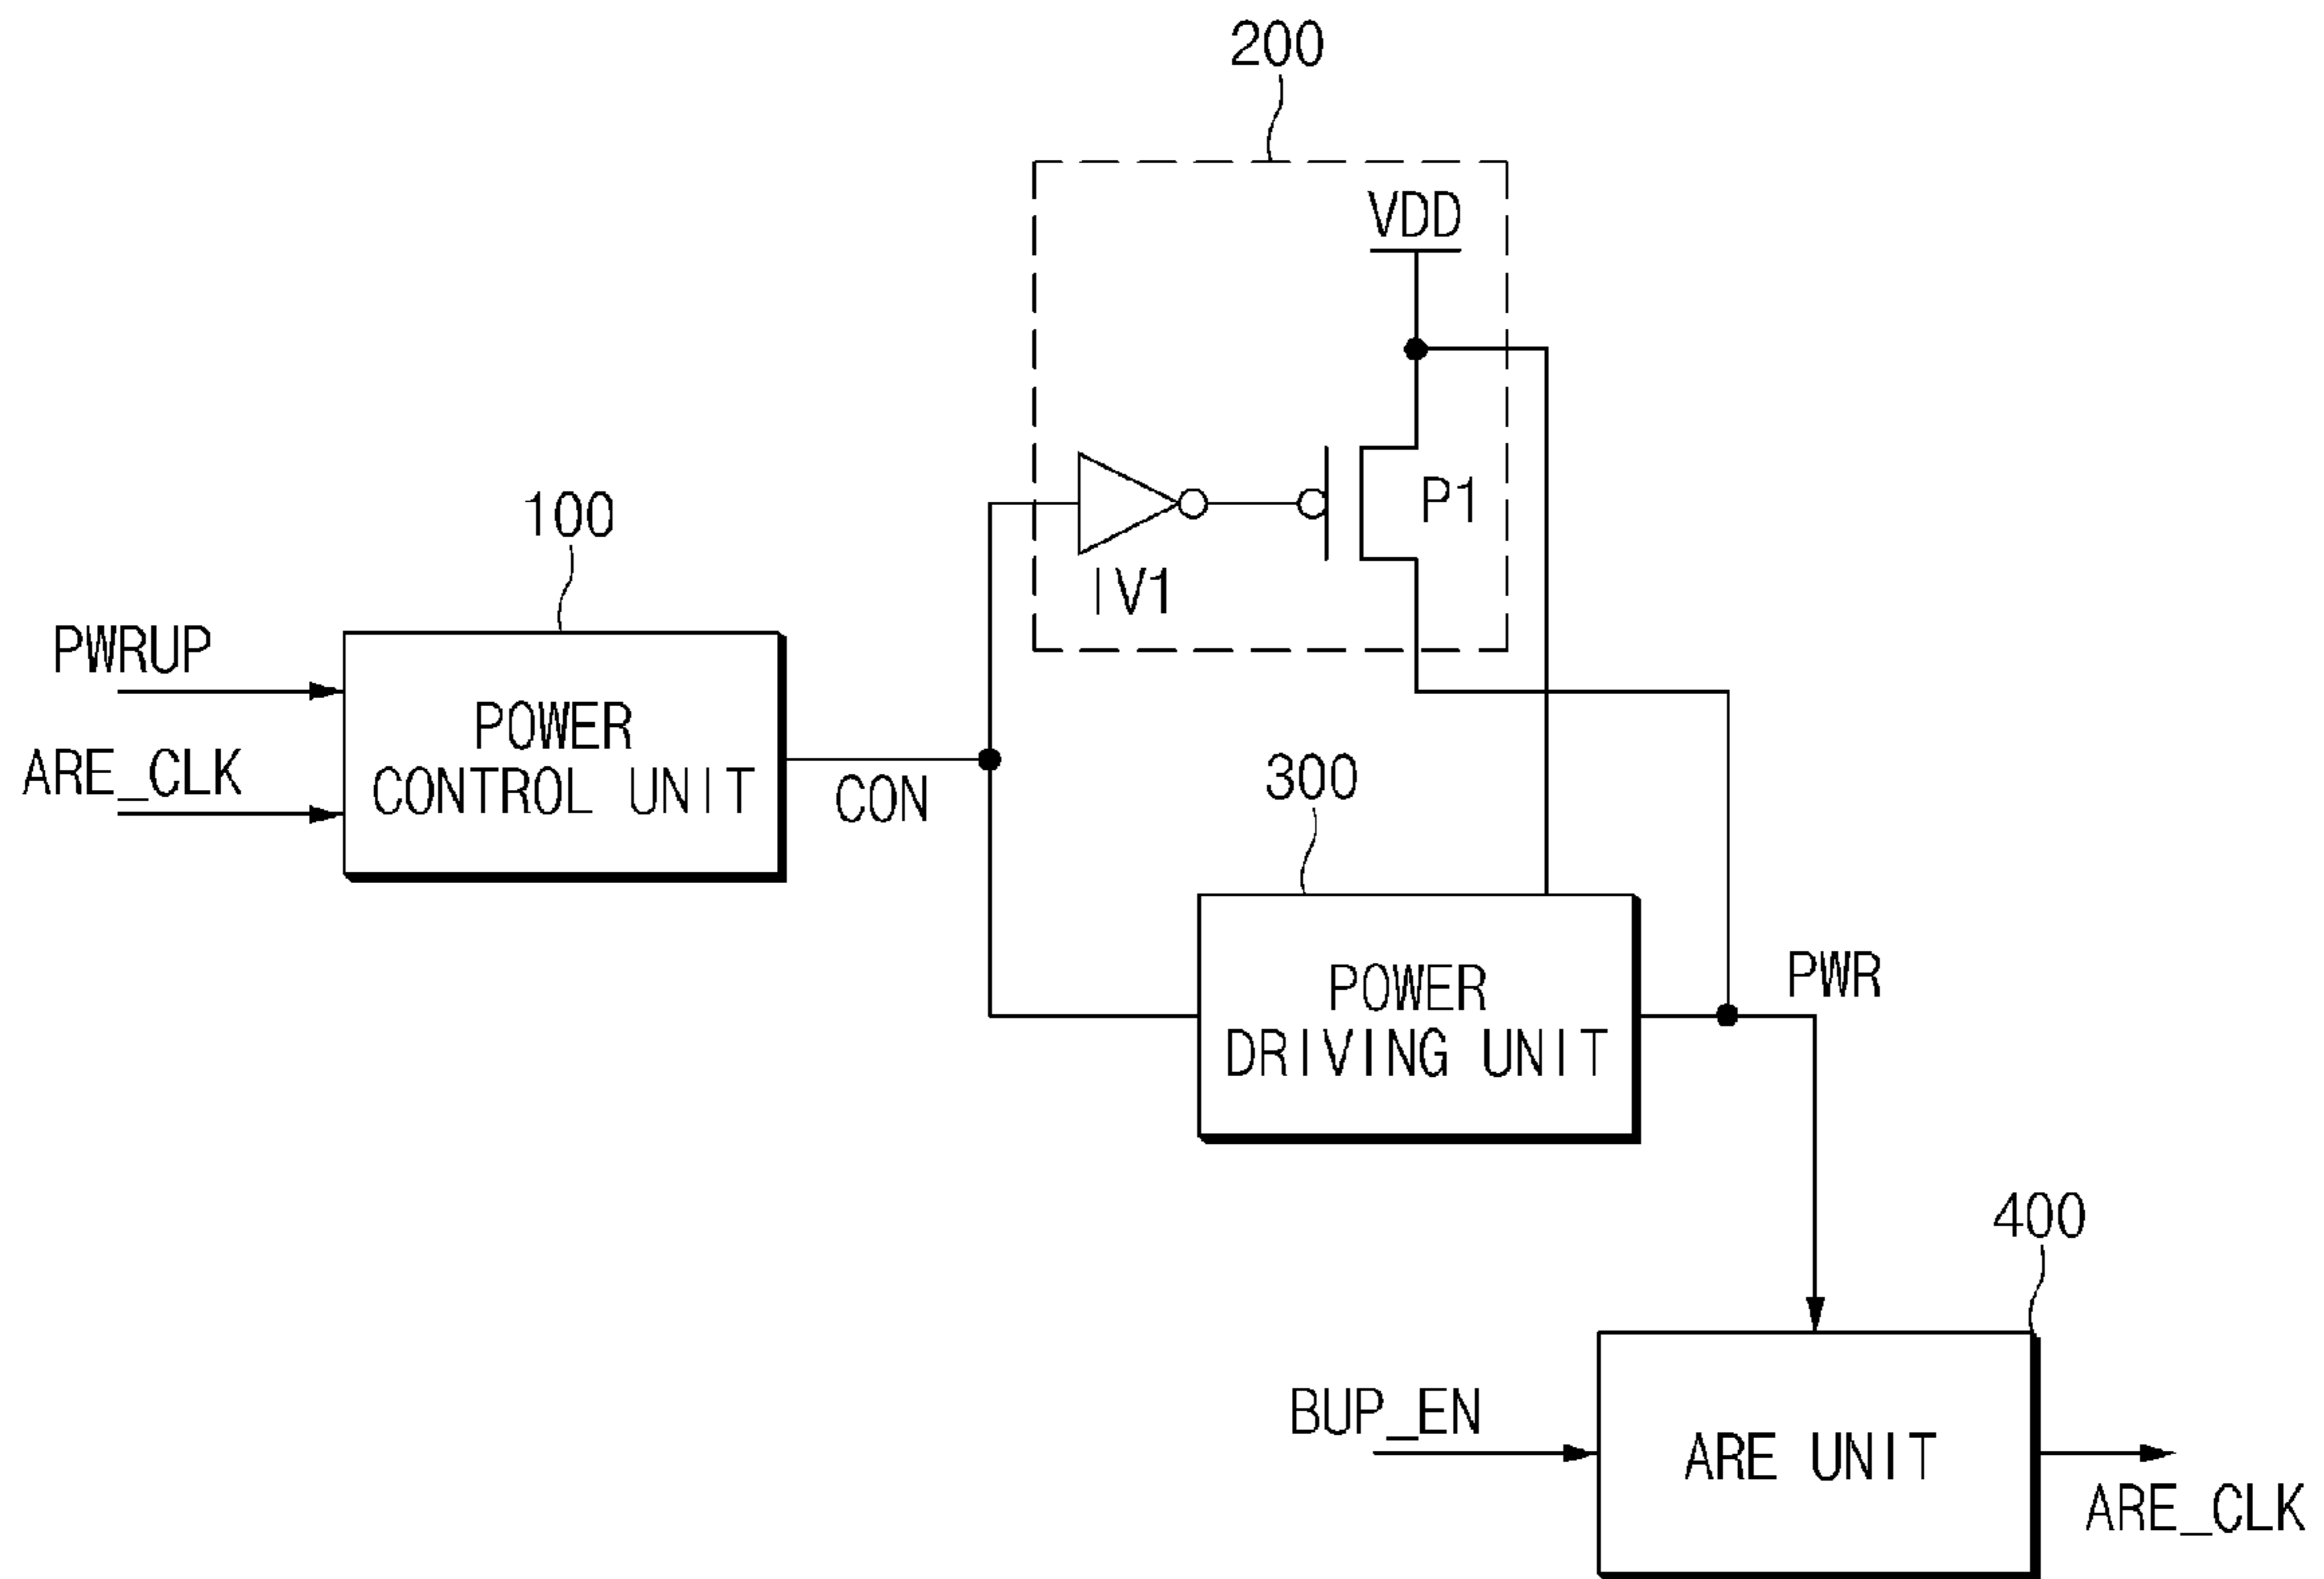 200
VDD
P1
IV1
100
PWRUP
ARE_CLK
POWER
CONTROL UNIT
CON
300
POWER
DRIVING UNIT
PWR
400
BUP_EN
ARE UNIT
ARE_CLK